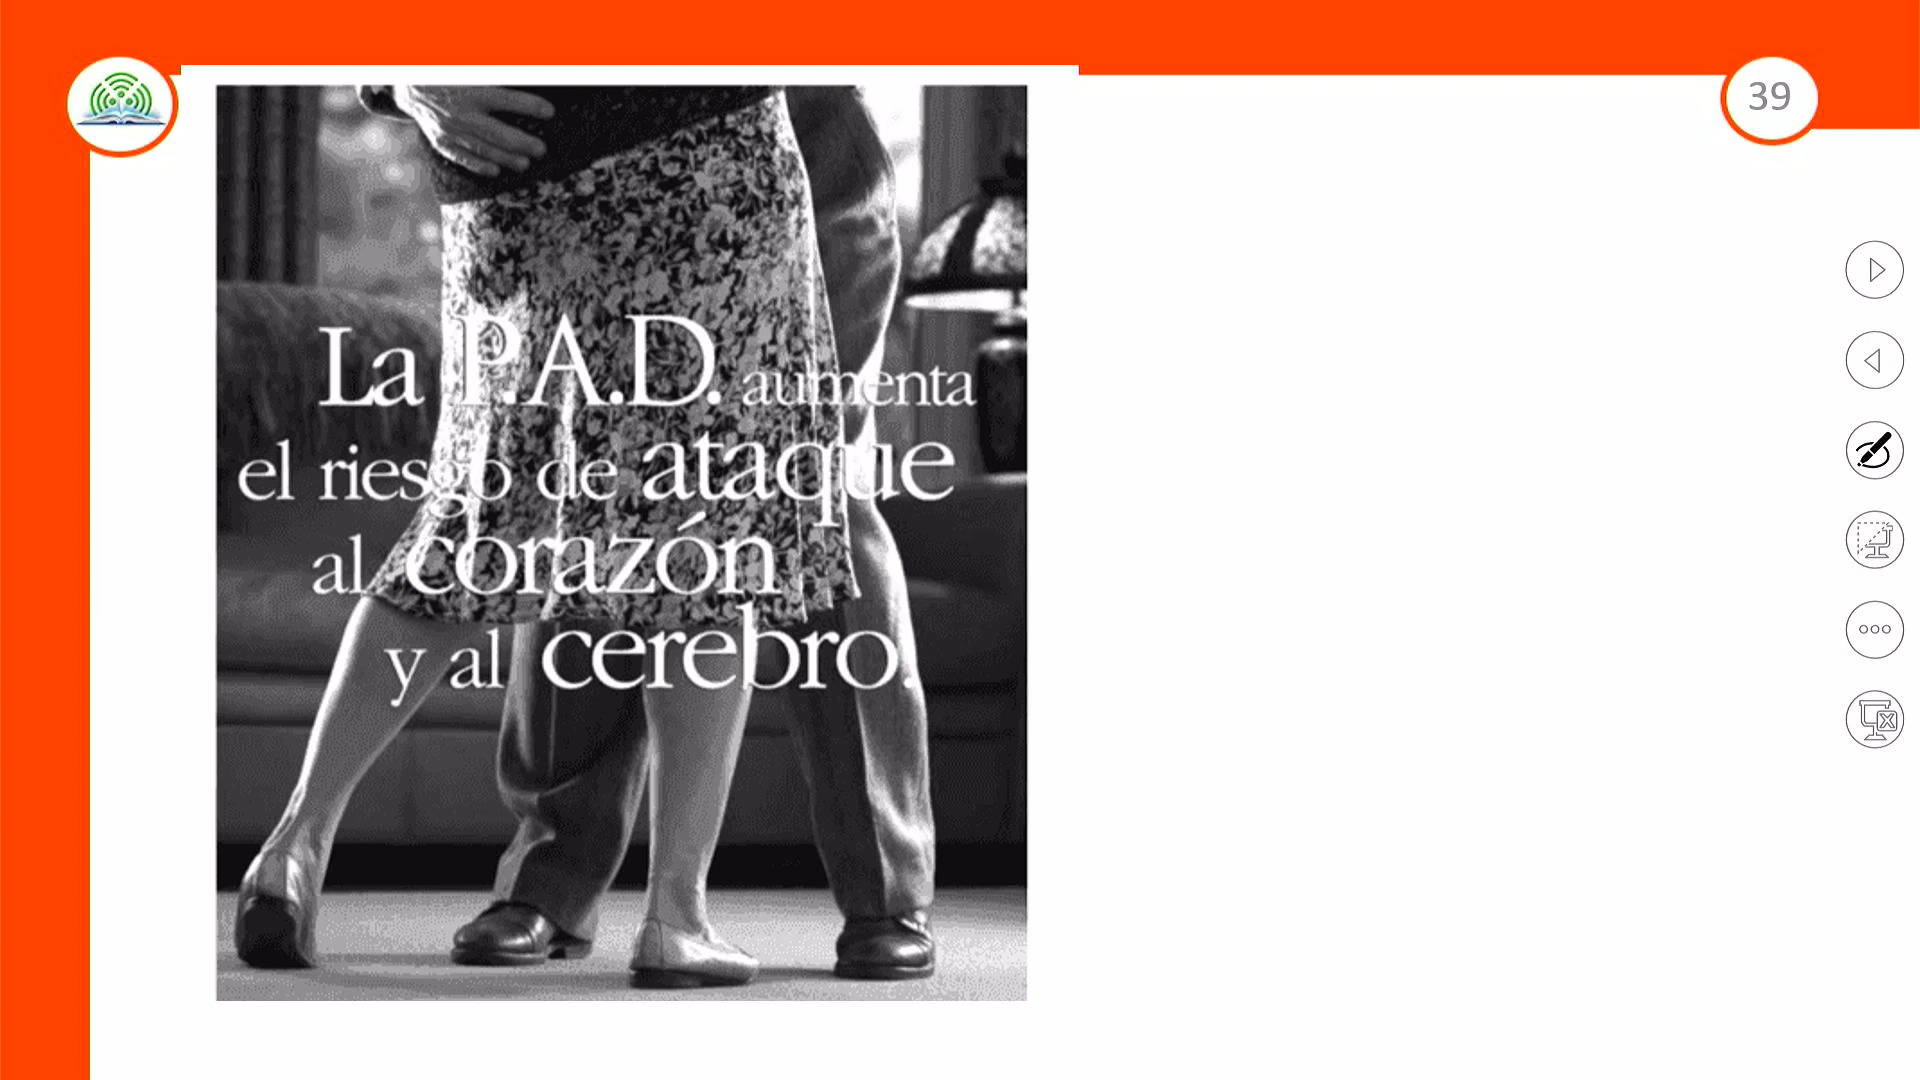 39
La P.A.D. aumenta
el riesgo de ataque
al corazón
y al cerebro.